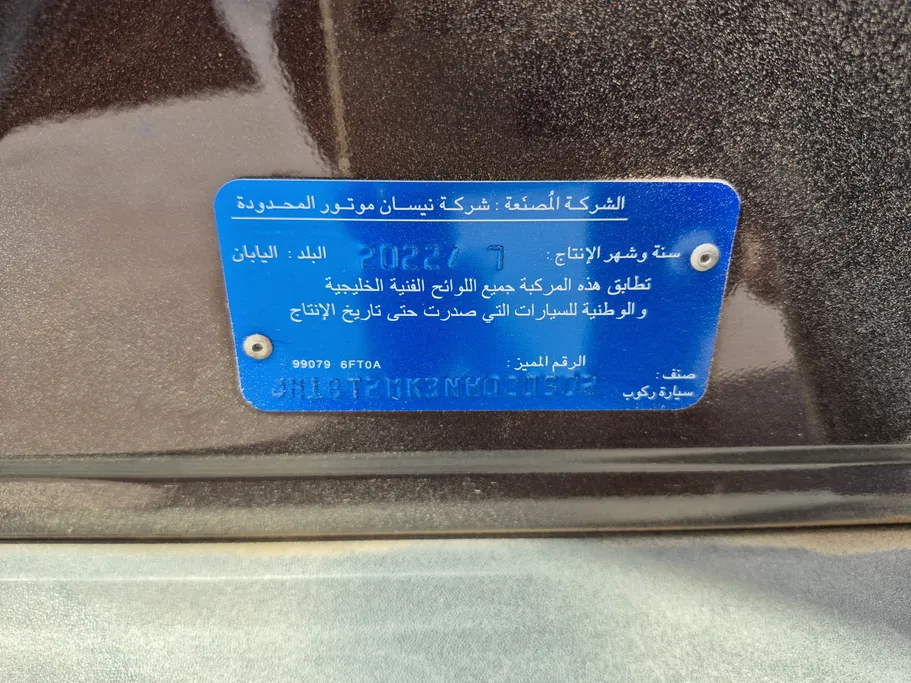 الشركة المُصنَعة : شركة نيسان موتور المحدودة
سنة وشهر الإنتاج : 2022/ 7 البلد : اليابان
تطابق هذه المركبة جميع اللوائح الفنية الخليجية
والوطنية للسيارات التي صدرت حتى تاريخ الإنتاج
الرقم المميز : 99079 6FT0A
صنف :
سيارة ركوب